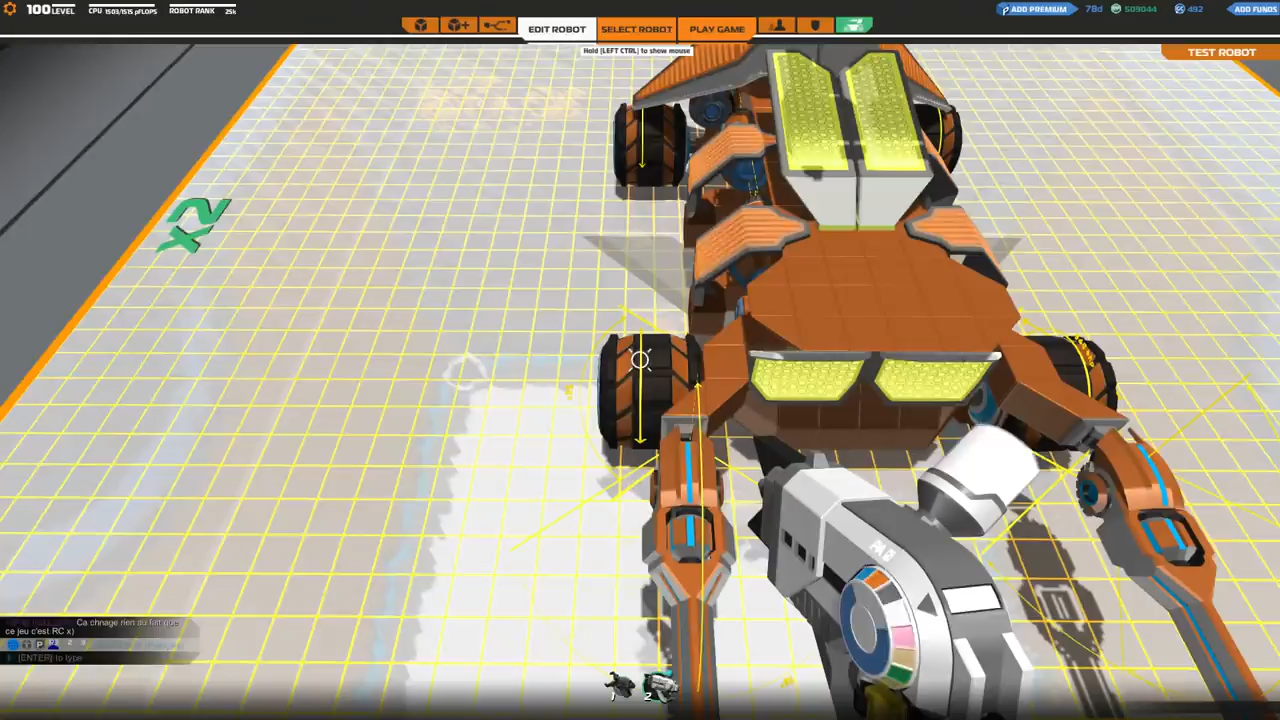 100 LEVEL
CPU 1503/1515 pFLOPS
ROBOT RANK 25k
ADD PREMIUM 78d 509044 492 ADD FUNDS
EDIT ROBOT SELECT ROBOT PLAY GAME
Hold [LEFT CTRL] to show mouse
TEST ROBOT
X2
Ca chnage rien au fait que
ce jeu c'est RC x)
[ENTER] to type
1 2